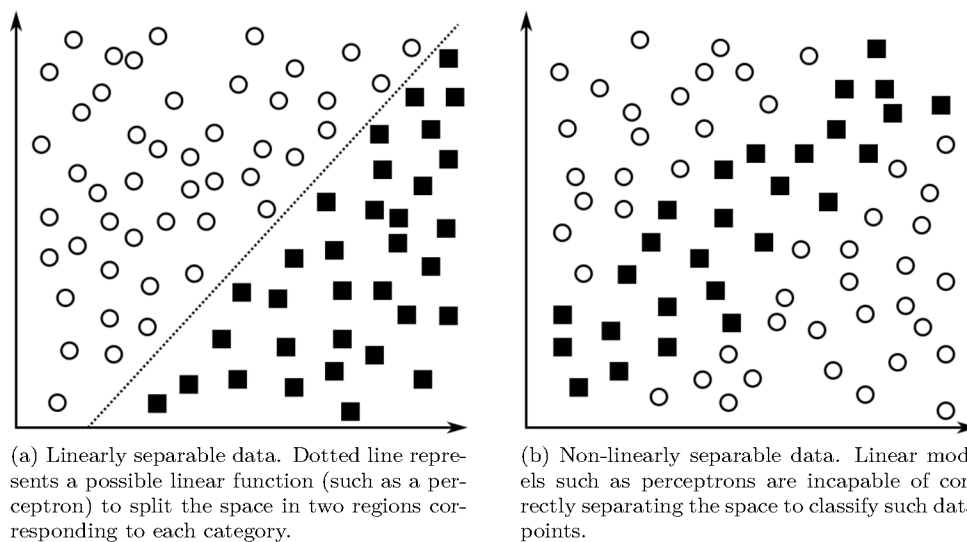 (a) Linearly separable data. Dotted line repre-
sents a possible linear function (such as a per-
ceptron) to split the space in two regions cor-
responding to each category.
(b) Non-linearly separable data. Linear mod
els such as perceptrons are incapable of cor
rectly separating the space to classify such data
points.